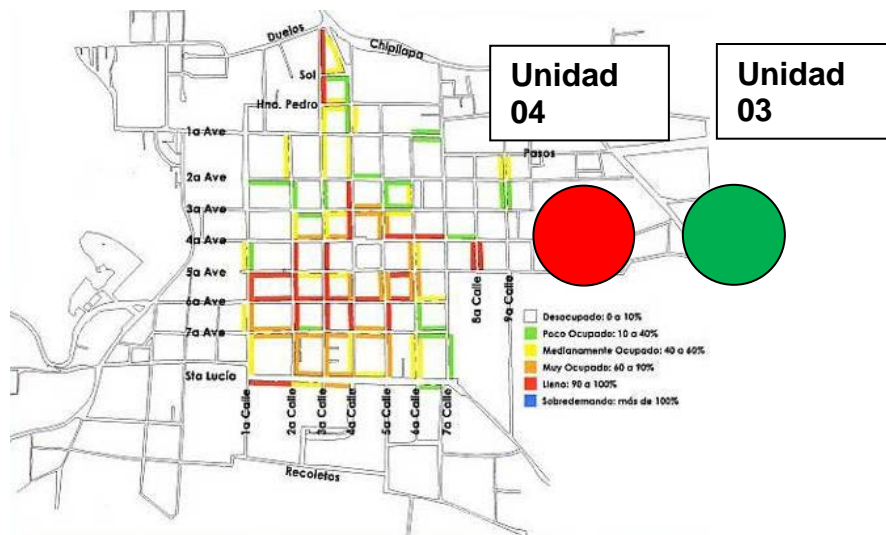 Duelos
Chipilapa
Sol
Hno. Pedro
1a Ave
2a Ave
3a Ave
4a Ave
5a Ave
6a Ave
7a Ave
Sta Lucía
Pasos
Unidad
04
Unidad
03
8a Calle
9a Calle
Desocupado: 0 a 10%
Poco Ocupado: 10 a 40%
Medianamente Ocupado: 40 a 60%
Muy Ocupado: 60 a 90%
Lleno: 90 a 100%
Sobredemando: más de 100%
1a Calle
2a Calle
3a Calle
4a Calle
5a Calle
6a Calle
7a Calle
Recoletos